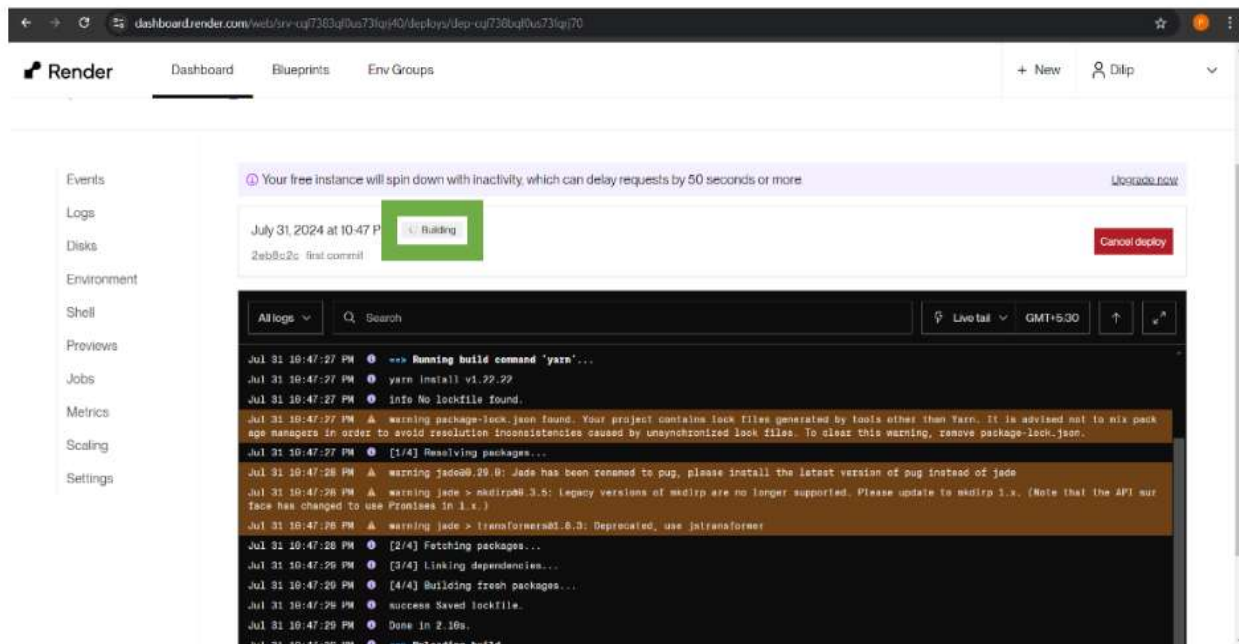 dashboard.render.com/web/srv-cql7383qf0us73fqrj40/deploys/dep-cql738bqf0us73fqrj70
Render Dashboard Blueprints Env Groups + New Dilip
Events
Logs
Disks
Environment
Shell
Previews
Jobs
Metrics
Scaling
Settings
Your free instance will spin down with inactivity, which can delay requests by 50 seconds or more Upgrade now
July 31, 2024 at 10:47 P Building
2eb8c2c first commit
Cancel deploy
All logs Search Live tail GMT+5:30
Jul 31 10:47:27 PM ==> Running build command 'yarn'...
Jul 31 10:47:27 PM yarn install v1.22.22
Jul 31 10:47:27 PM info No lockfile found.
Jul 31 10:47:27 PM warning package-lock.json found. Your project contains lock files generated by tools other than Yarn. It is advised not to mix pack
age managers in order to avoid resolution inconsistencies caused by unsynchronized lock files. To clear this warning, remove package-lock.json.
Jul 31 10:47:27 PM [1/4] Resolving packages...
Jul 31 10:47:28 PM warning jade@0.29.0: Jade has been renamed to pug, please install the latest version of pug instead of jade
Jul 31 10:47:28 PM warning jade > mkdirp@0.3.5: Legacy versions of mkdirp are no longer supported. Please update to mkdirp 1.x. (Note that the API sur
face has changed to use Promises in 1.x.)
Jul 31 10:47:28 PM warning jade > transformers@1.8.3: Deprecated, use jstransformer
Jul 31 10:47:28 PM [2/4] Fetching packages...
Jul 31 10:47:29 PM [3/4] Linking dependencies...
Jul 31 10:47:29 PM [4/4] Building fresh packages...
Jul 31 10:47:29 PM success Saved lockfile.
Jul 31 10:47:29 PM Done in 2.10s.
==> Uploading build